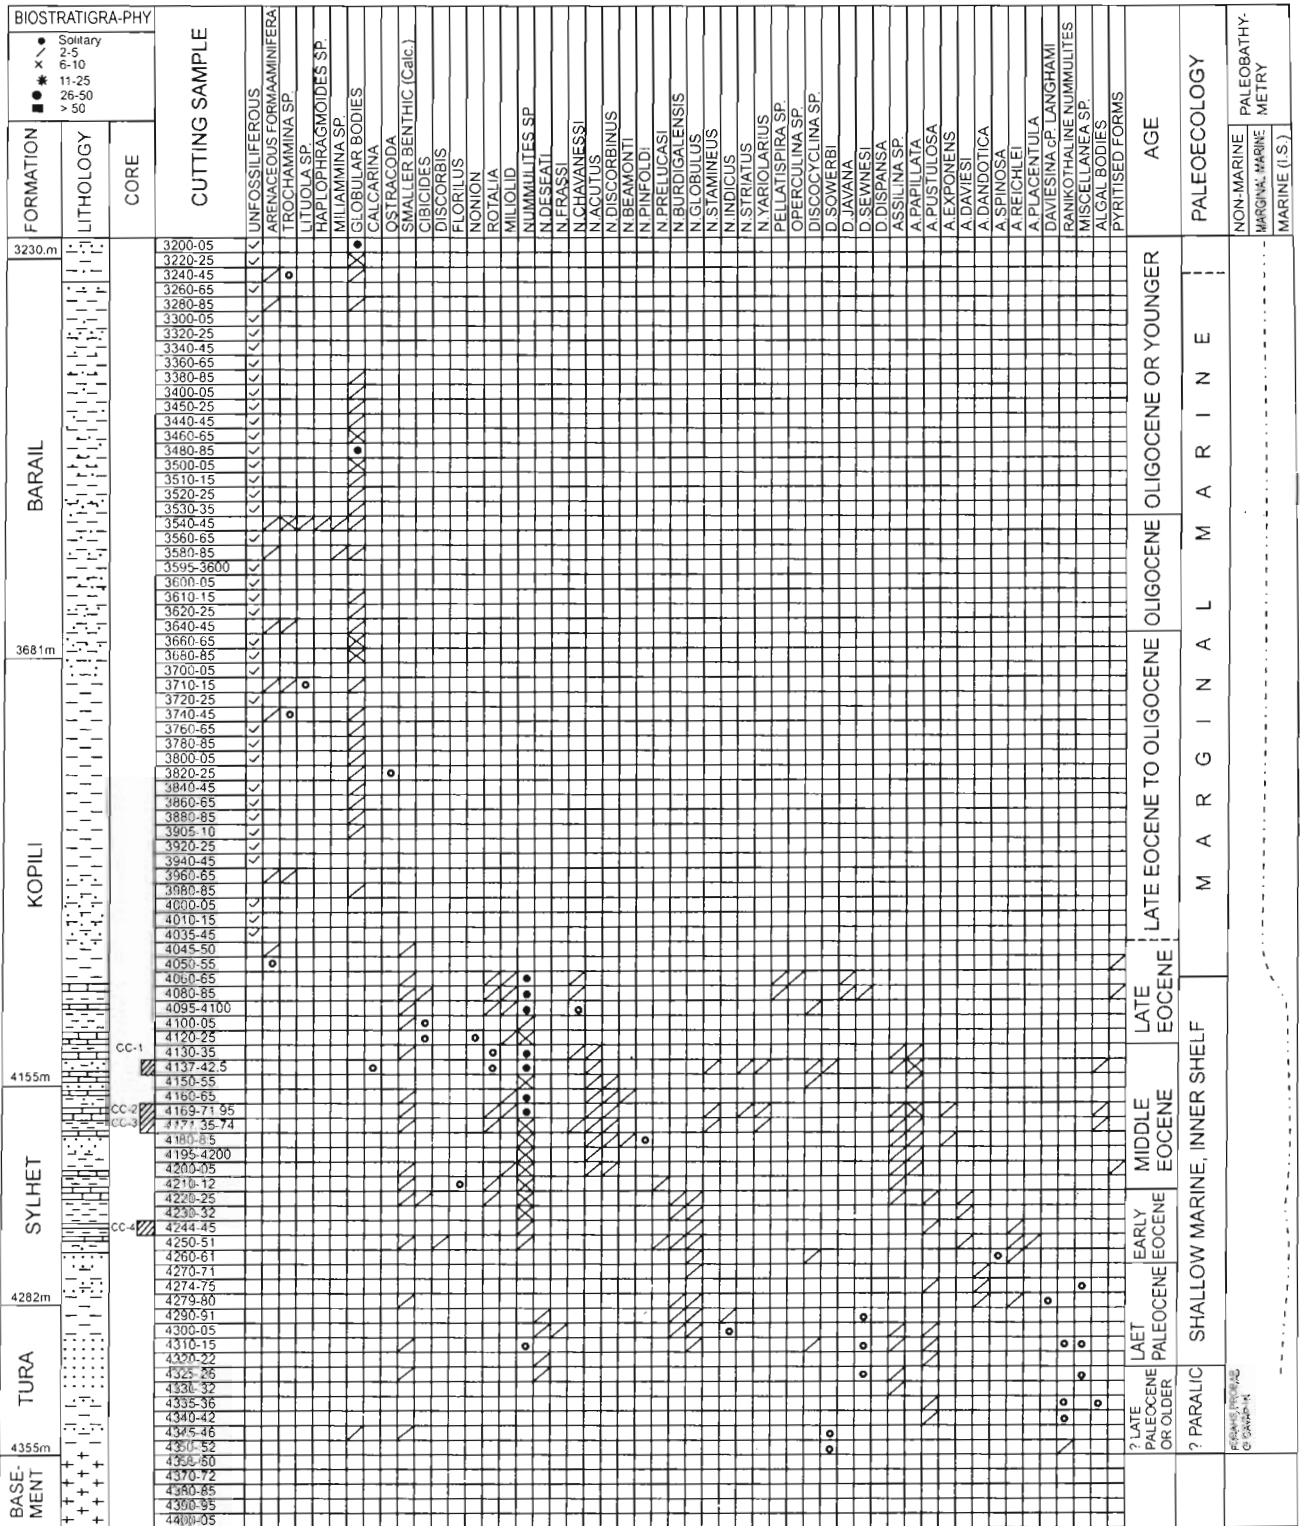 BIOSTRATIGRA-PHY
Solitary
2-5
6-10
11-25
26-50
> 50
FORMATION
LITHOLOGY
CORE
CUTTING SAMPLE
UNFOSSILIFEROUS
ARENACEOUS FORMAAMINIFERA
TROCHAMMINA SP.
LITUOLA SP.
HAPLOPHRAGMOIDES SP.
MILIAMMINA SP.
GLOBULAR BODIES
CALCARINA
OSTRACODA
SMALLER BENTHIC (Calc.)
CIBICIDES
DISCORBIS
FLORILUS
NONION
ROTALIA
MILIOLID
NUMMULITES SP
N.DESEATI
N.FRASSI
N.CHAVANESSI
N.ACUTUS
N.DISCORBINUS
N.BEAMONTI
N.PINFOLDI
N.PRELUCASI
N.BURDIGALENSIS
N.GLOBULUS
N.STAMINEUS
N.INDICUS
N.STRIATUS
N.YARIOLARIUS
PELLATISPIRA SP.
OPERCULINA SP.
DISCOCYCLINA SP.
D.SOWERBI
D.JAVANA
D.SEWNESI
D.DISPANSA
ASSILINA SP.
A.PAPILLATA
A.PUSTULOSA
A.EXPONENS
A.DAVIESI
A.DANDOTICA
A.SPINOSA
A.REICHLEI
A.PLACENTULA
DAVIESINA cP. LANGHAMI
RANIKOTHALINE NUMMULITES
MISCELLANEA SP.
ALGAL BODIES
PYRITISED FORMS
AGE
PALEOECOLOGY
PALEOBATHY-
METRY
NON-MARINE
MARGINAL MARINE
MARINE (I.S.)
3230.m
BARAIL
3681m
KOPILI
4155m
SYLHET
4282m
TURA
4355m
BASE-
MENT
CC-1
CC-2
CC-3
CC-4
3200-05
3220-25
3240-45
3260-65
3280-85
3300-05
3320-25
3340-45
3360-65
3380-85
3400-05
3450-25
3440-45
3460-65
3480-85
3500-05
3510-15
3520-25
3530-35
3540-45
3560-65
3580-85
3595-3600
3600-05
3610-15
3620-25
3640-45
3660-65
3680-85
3700-05
3710-15
3720-25
3740-45
3760-65
3780-85
3800-05
3820-25
3840-45
3860-65
3880-85
3905-10
3920-25
3940-45
3960-65
3980-85
4000-05
4010-15
4035-45
4045-50
4050-55
4060-65
4080-85
4095-4100
4100-05
4120-25
4130-35
4137-42.5
4150-55
4160-65
4169-71.95
4171.35-74
4180-85
4195-4200
4200-05
4210-12
4220-25
4230-32
4244-45
4250-51
4260-61
4270-71
4274-75
4279-80
4290-91
4300-05
4310-15
4320-22
4325-26
4330-32
4335-36
4340-42
4345-46
4350-52
4358-60
4370-72
4380-85
4390-95
4400-05
OLIGOCENE OR YOUNGER
OLIGOCENE
LATE EOCENE TO OLIGOCENE
LATE
EOCENE
MIDDLE
EOCENE
EARLY
EOCENE
LAET
PALEOCENE
? LATE
PALEOCENE
OR OLDER
MARGINAL MARINE
SHALLOW MARINE, INNER SHELF
? PARALIC